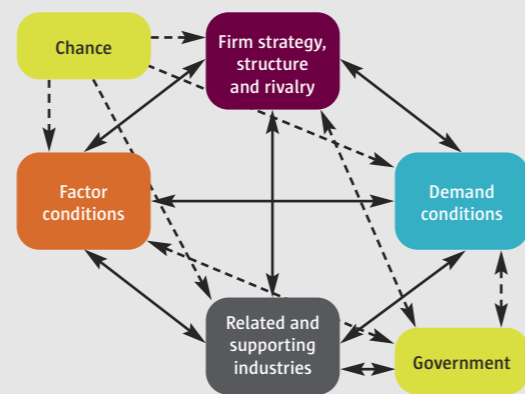 Chance
Firm strategy,
structure
and rivalry
Factor
conditions
Demand
conditions
Related and
supporting
industries
Government